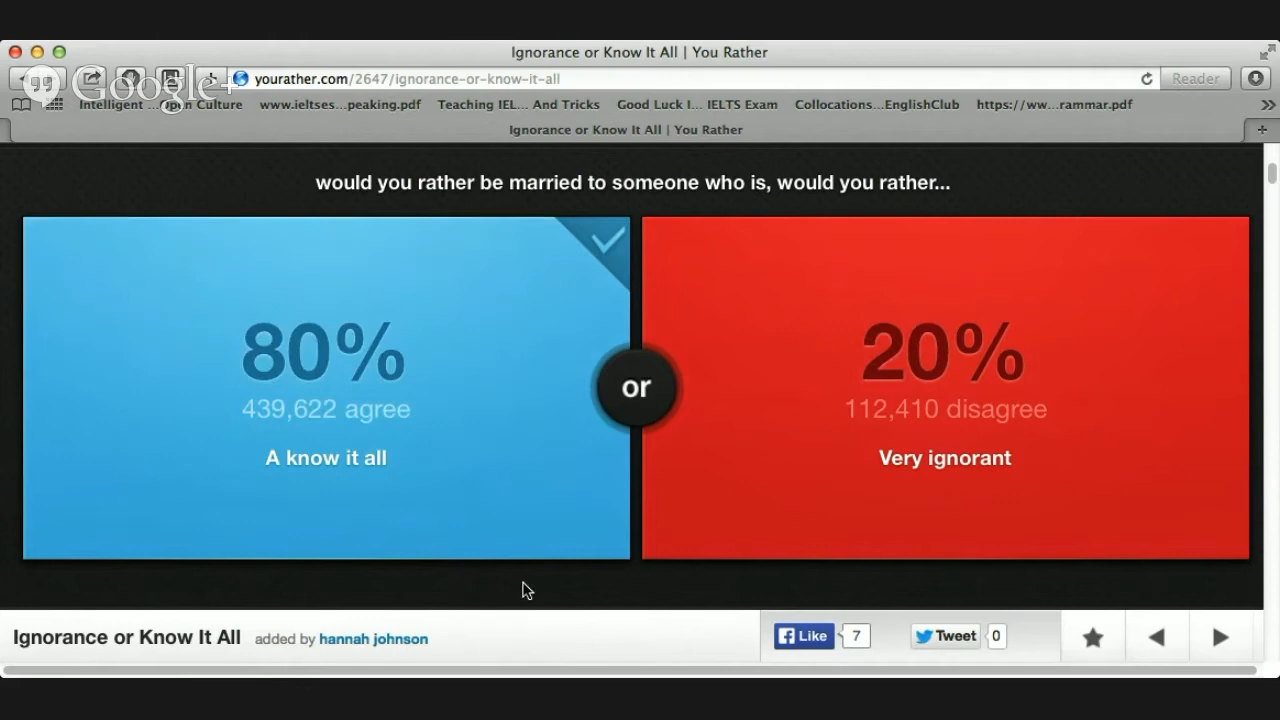 Ignorance or Know It All | You Rather
Google+
yourather.com/2647/ignorance-or-know-it-all
Reader
Intelligent ...Open Culture www.ieltses...peaking.pdf Teaching IEL... And Tricks Good Luck I... IELTS Exam Collocations...EnglishClub https://ww...rammar.pdf
Ignorance or Know It All | You Rather
would you rather be married to someone who is, would you rather...
80%
439,622 agree
A know it all
or
20%
112,410 disagree
Very ignorant
Ignorance or Know It All added by hannah johnson
Like 7 Tweet 0